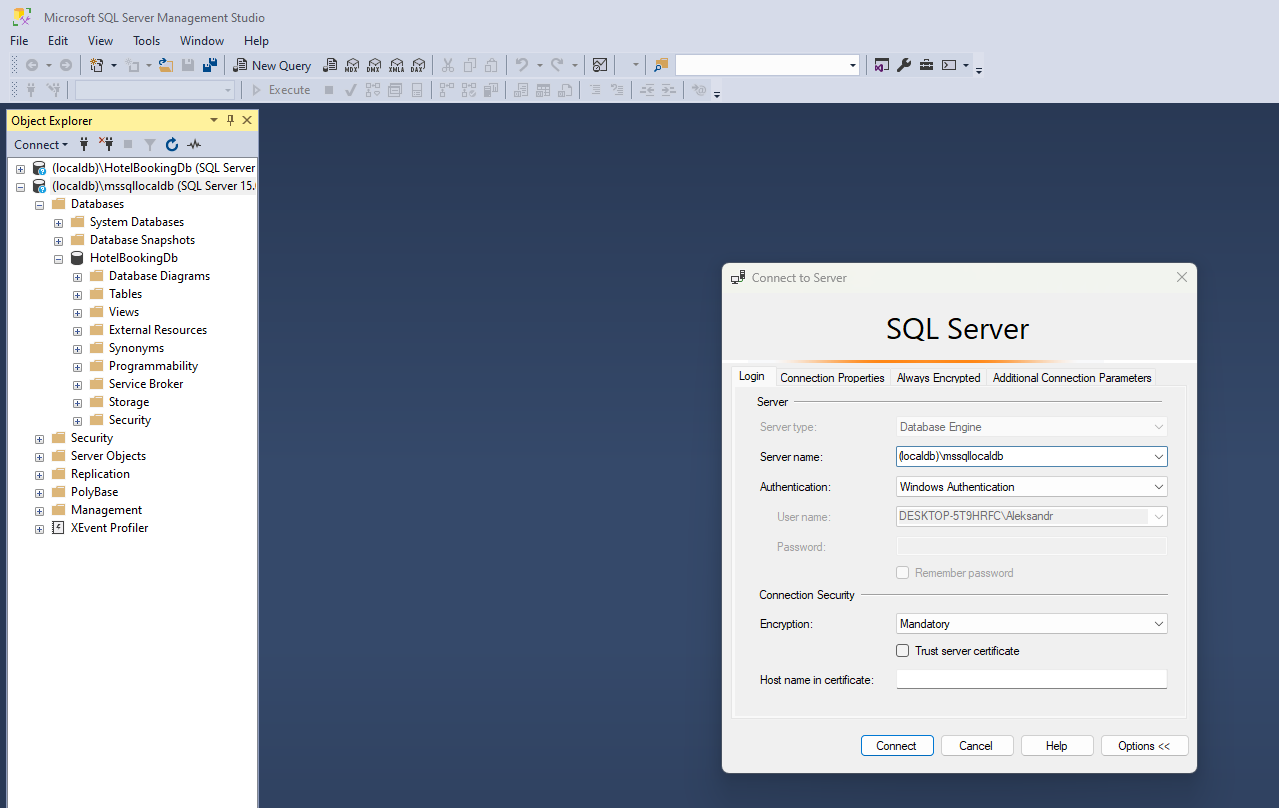 Microsoft SQL Server Management Studio
File Edit View Tools Window Help
New Query MDX DMX XMLA DAX
Execute
Object Explorer
Connect
(localdb)\HotelBookingDb (SQL Server
(localdb)\mssqllocaldb (SQL Server 15.
Databases
System Databases
Database Snapshots
HotelBookingDb
Database Diagrams
Tables
Views
External Resources
Synonyms
Programmability
Service Broker
Storage
Security
Security
Server Objects
Replication
PolyBase
Management
XEvent Profiler
Connect to Server
SQL Server
Login Connection Properties Always Encrypted Additional Connection Parameters
Server
Server type: Database Engine
Server name: (localdb)\mssqllocaldb
Authentication: Windows Authentication
User name: DESKTOP-5T9HRFC\Aleksandr
Password:
Remember password
Connection Security
Encryption: Mandatory
Trust server certificate
Host name in certificate:
Connect Cancel Help Options <<